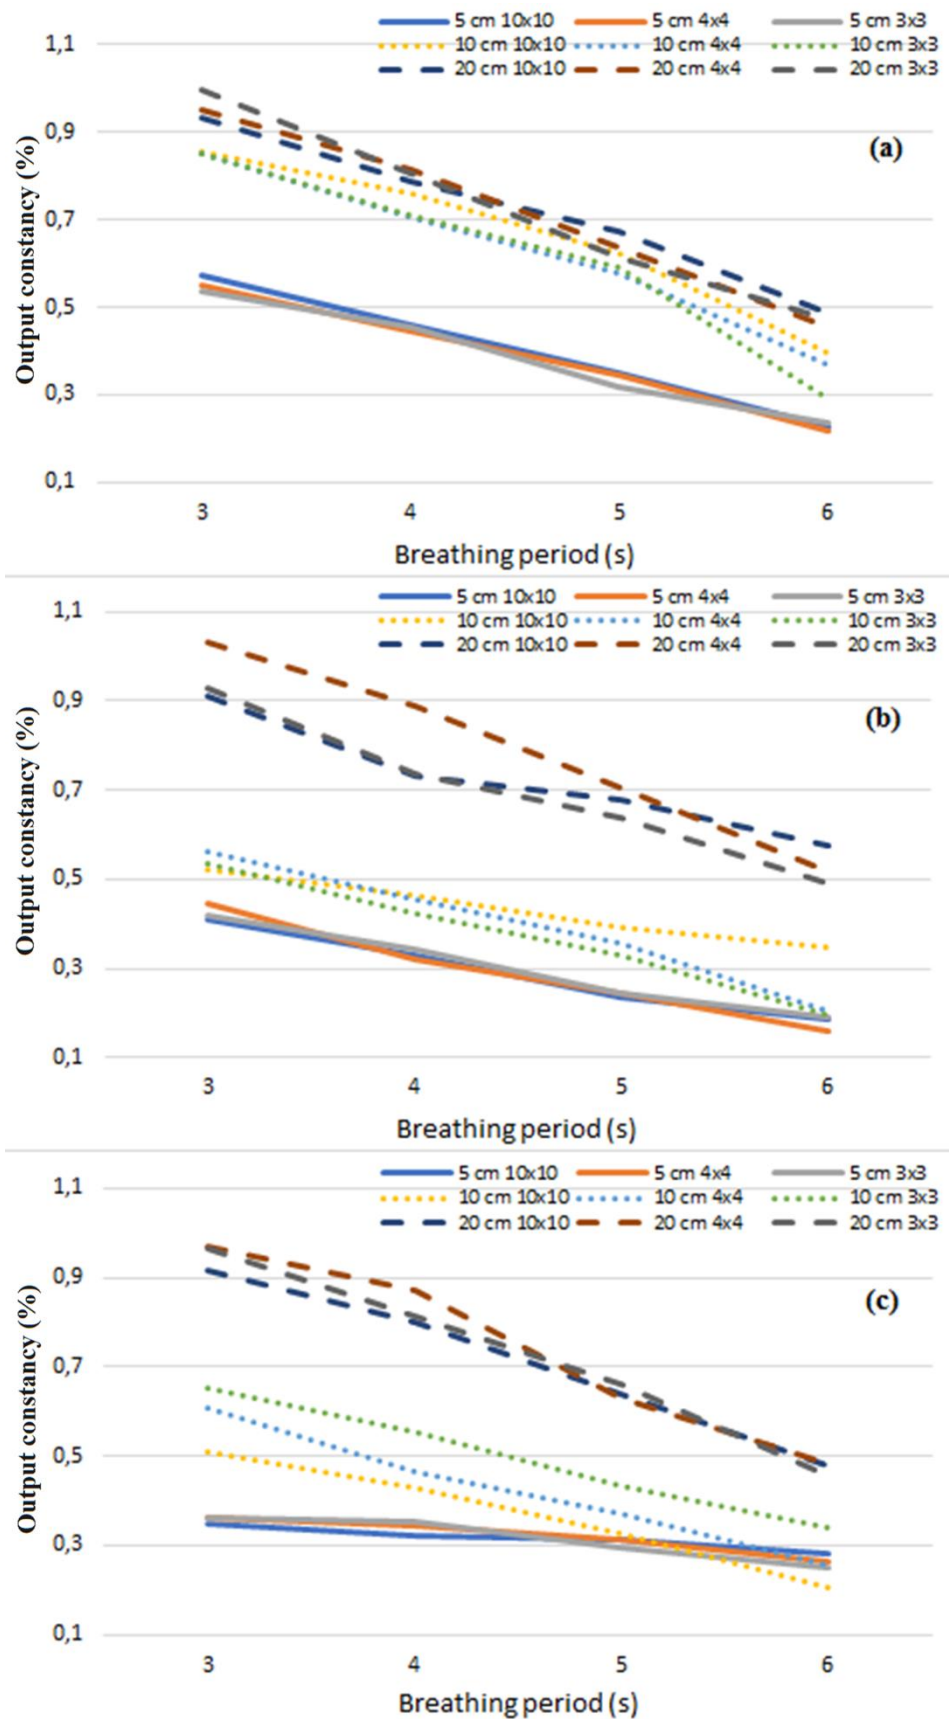 5 cm 10x10 5 cm 4x4 5 cm 3x3
10 cm 10x10 10 cm 4x4 10 cm 3x3
20 cm 10x10 20 cm 4x4 20 cm 3x3
Output constancy (%)
1,1
0,9
0,7
0,5
0,3
0,1
(a)
3 4 5 6
Breathing period (s)
5 cm 10x10 5 cm 4x4 5 cm 3x3
10 cm 10x10 10 cm 4x4 10 cm 3x3
20 cm 10x10 20 cm 4x4 20 cm 3x3
Output constancy (%)
1,1
0,9
0,7
0,5
0,3
0,1
(b)
3 4 5 6
Breathing period (s)
5 cm 10x10 5 cm 4x4 5 cm 3x3
10 cm 10x10 10 cm 4x4 10 cm 3x3
20 cm 10x10 20 cm 4x4 20 cm 3x3
Output constancy (%)
1,1
0,9
0,7
0,5
0,3
0,1
(c)
3 4 5 6
Breathing period (s)